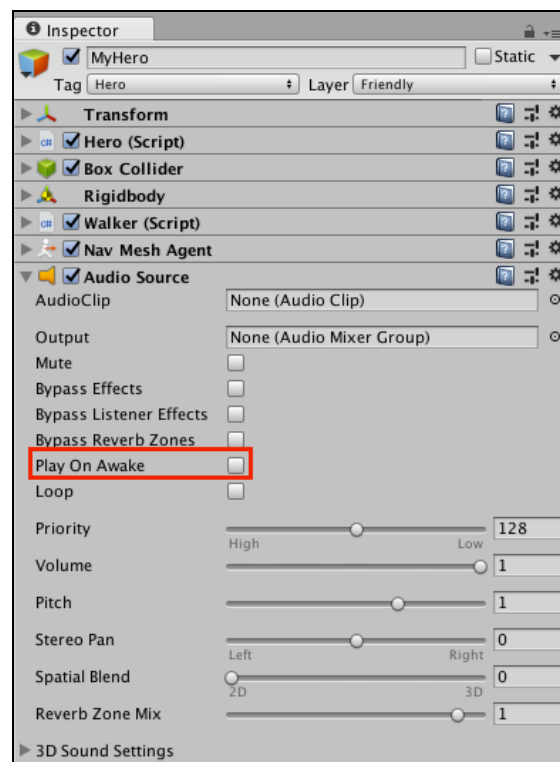 Inspector
MyHero Static
Tag Hero Layer Friendly
Transform
c# Hero (Script)
Box Collider
Rigidbody
c# Walker (Script)
Nav Mesh Agent
Audio Source
AudioClip None (Audio Clip)
Output None (Audio Mixer Group)
Mute
Bypass Effects
Bypass Listener Effects
Bypass Reverb Zones
Play On Awake
Loop
Priority 128
High Low
Volume 1
Pitch 1
Stereo Pan 0
Left Right
Spatial Blend 0
2D 3D
Reverb Zone Mix 1
3D Sound Settings